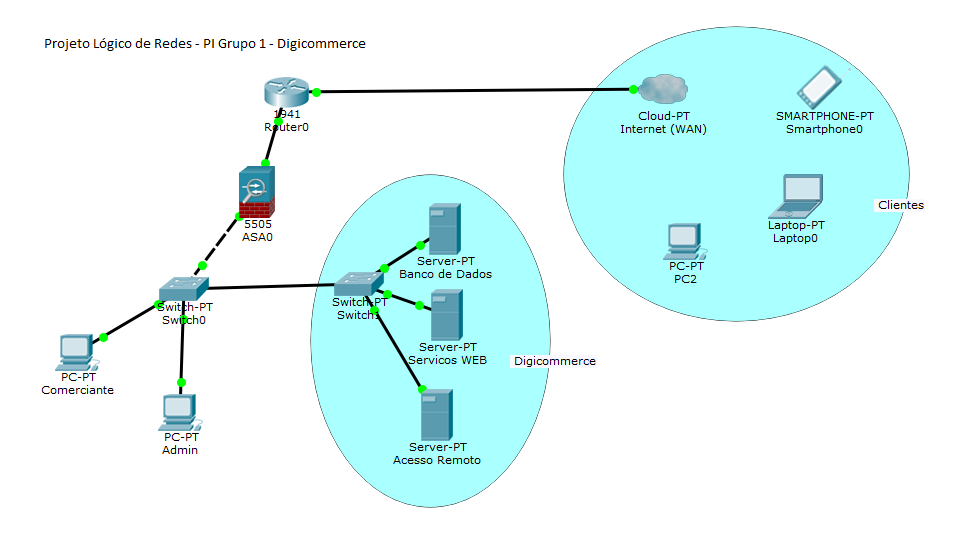 Projeto Lógico de Redes - PI Grupo 1 - Digicommerce
1941
Router0
Cloud-PT
Internet (WAN)
SMARTPHONE-PT
Smartphone0
Laptop-PT
Laptop0
Clientes
PC-PT
PC2
5505
ASA0
Switch-PT
Switch0
Server-PT
Banco de Dados
Switch-PT
Switch1
Server-PT
Servicos WEB
Digicommerce
PC-PT
Comerciante
PC-PT
Admin
Server-PT
Acesso Remoto